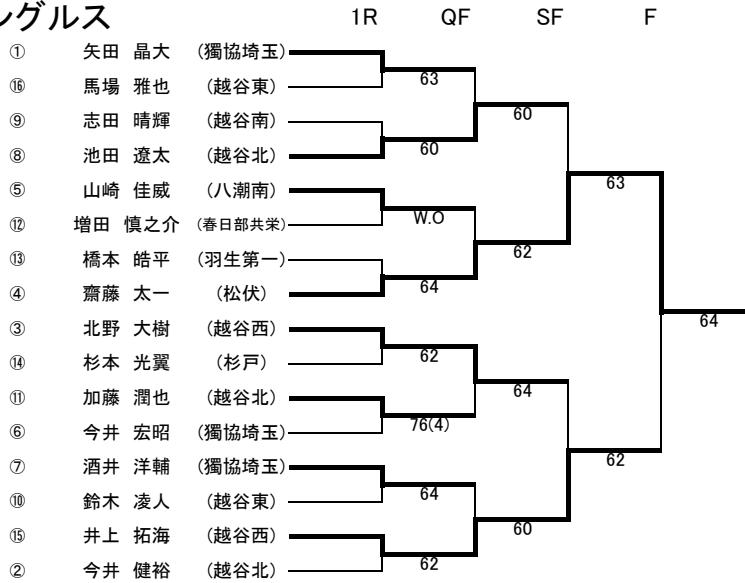 ングルス 1R QF SF F
① 矢田 晶大 (獨協埼玉)
63
⑯ 馬場 雅也 (越谷東)
60
⑨ 志田 晴輝 (越谷南)
60
⑧ 池田 遼太 (越谷北)
63
⑤ 山崎 佳威 (八潮南)
W.O
⑫ 増田 慎之介 (春日部共栄)
62
⑬ 橋本 皓平 (羽生第一)
64
④ 齋藤 太一 (松伏)
64
③ 北野 大樹 (越谷西)
62
⑭ 杉本 光翼 (杉戸)
64
⑪ 加藤 潤也 (越谷北)
76(4)
⑥ 今井 宏昭 (獨協埼玉)
62
⑦ 酒井 洋輔 (獨協埼玉)
64
⑩ 鈴木 凌人 (越谷東)
60
⑮ 井上 拓海 (越谷西)
62
② 今井 健裕 (越谷北)